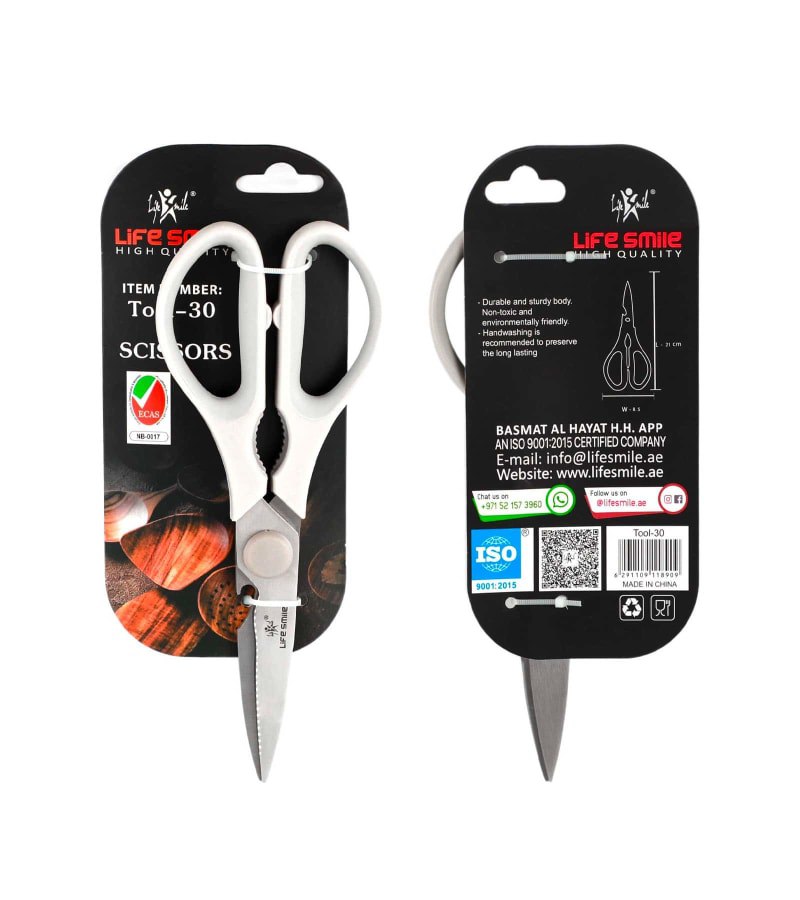 Life Smile ®
LIFE SMILE
HIGH QUALITY
ITEM NUMBER:
Tool-30
SCISSORS
ECAS
NB-0017
LIFE SMILE
Life Smile ®
LIFE SMILE
HIGH QUALITY
- Durable and sturdy body.
Non-toxic and
environmentally friendly.
- Handwashing is
recommended to preserve
the long lasting
L - 21 cm
W - 8 5
BASMAT AL HAYAT H.H. APP
AN ISO 9001:2015 CERTIFIED COMPANY
E-mail: info@lifesmile.ae
Website: www.lifesmile.ae
Chat us on
+971 52 157 3960
Follow us on
@lifesmile.ae
ISO
®
9001:2015
Tool-30
6 291109 118909
MADE IN CHINA